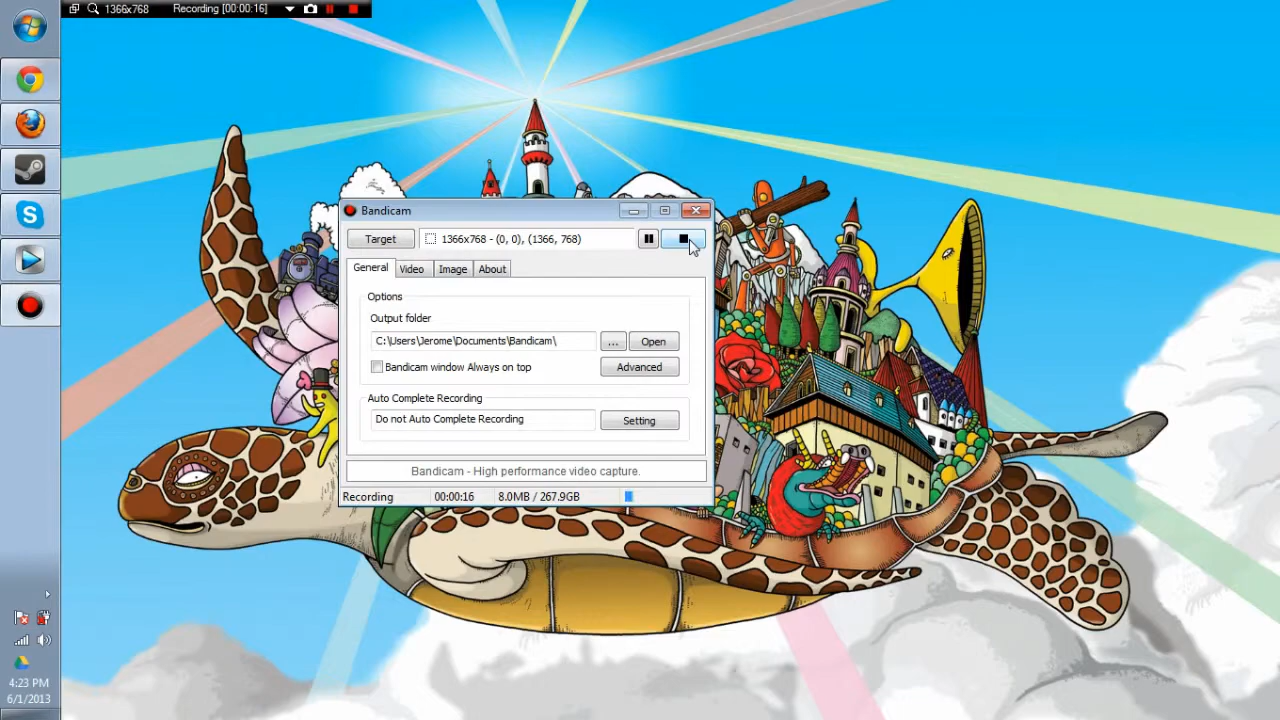 1366x768 Recording [00:00:16]
Bandicam
Target 1366x768 - (0, 0), (1366, 768)
General Video Image About
Options
Output folder
C:\Users\Jerome\Documents\Bandicam\ ... Open
Bandicam window Always on top Advanced
Auto Complete Recording
Do not Auto Complete Recording Setting
Bandicam - High performance video capture.
Recording 00:00:16 8.0MB / 267.9GB
4:23 PM
6/1/2013